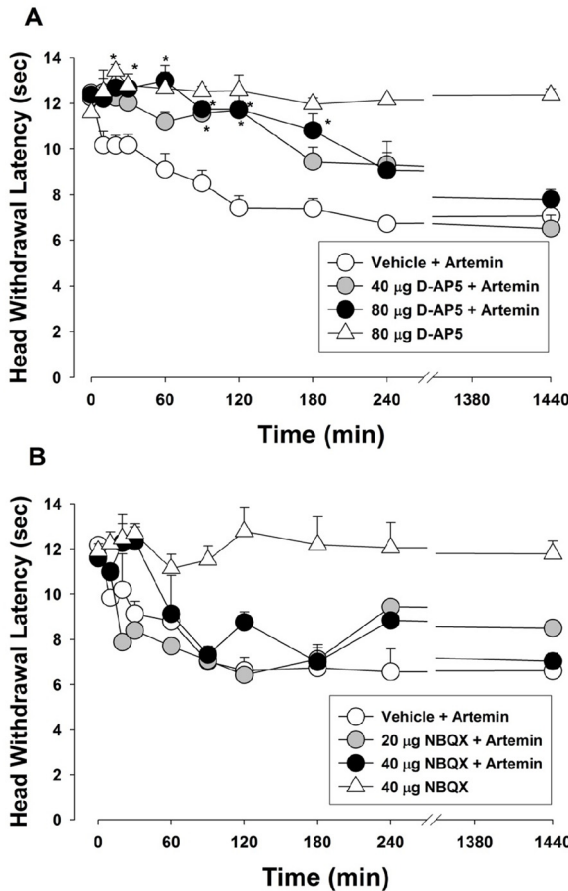 A
Head Withdrawal Latency (sec)
14
12
10
8
6
4
2
0
* * * * * * * *
Vehicle + Artemin
40 μg D-AP5 + Artemin
80 μg D-AP5 + Artemin
80 μg D-AP5
0 60 120 180 240 1380 1440
Time (min)
B
Head Withdrawal Latency (sec)
14
12
10
8
6
4
2
0
Vehicle + Artemin
20 μg NBQX + Artemin
40 μg NBQX + Artemin
40 μg NBQX
0 60 120 180 240 1380 1440
Time (min)